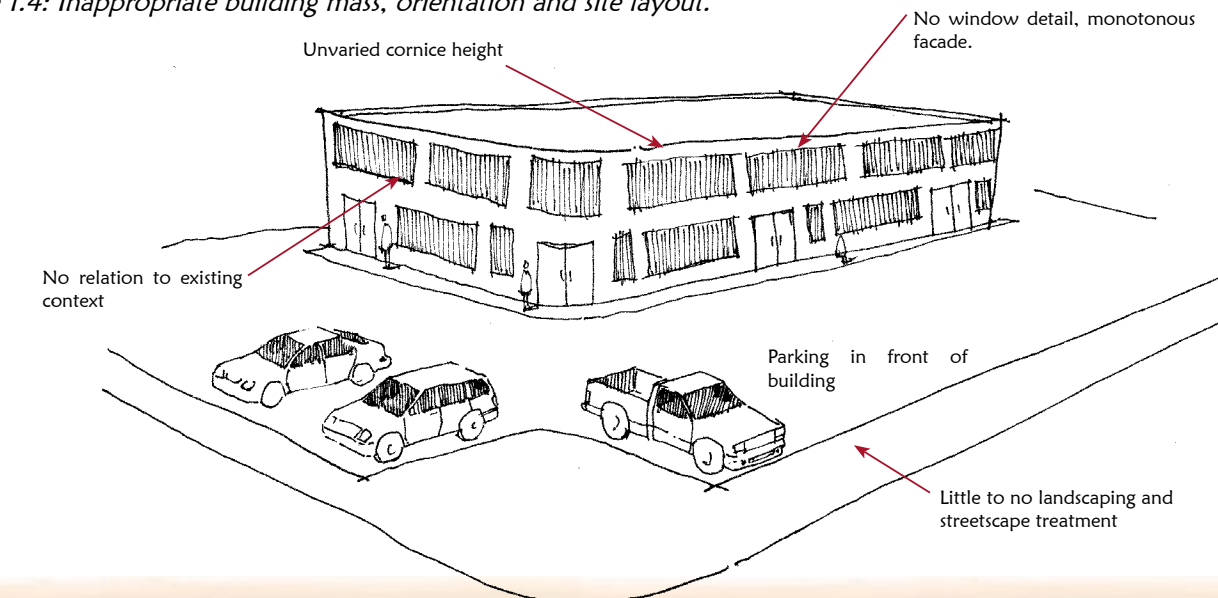 1.4: Inappropriate building mass, orientation and site layout.
No window detail, monotonous
facade.
Unvaried cornice height
No relation to existing
context
Parking in front of
building
Little to no landscaping and
streetscape treatment